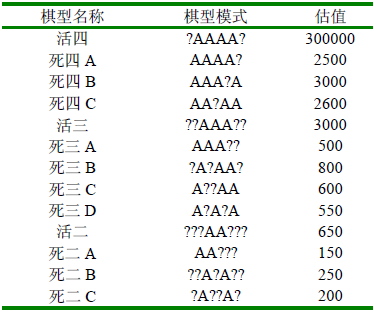 棋型名称 棋型模式 估值
活四 ?AAAA? 300000
死四 A AAAA? 2500
死四 B AAA?A 3000
死四 C AA?AA 2600
活三 ??AAA?? 3000
死三 A AAA?? 500
死三 B ?A?AA? 800
死三 C A??AA 600
死三 D A?A?A 550
活二 ???AA??? 650
死二 A AA??? 150
死二 B ??A?A?? 250
死二 C ?A??A? 200